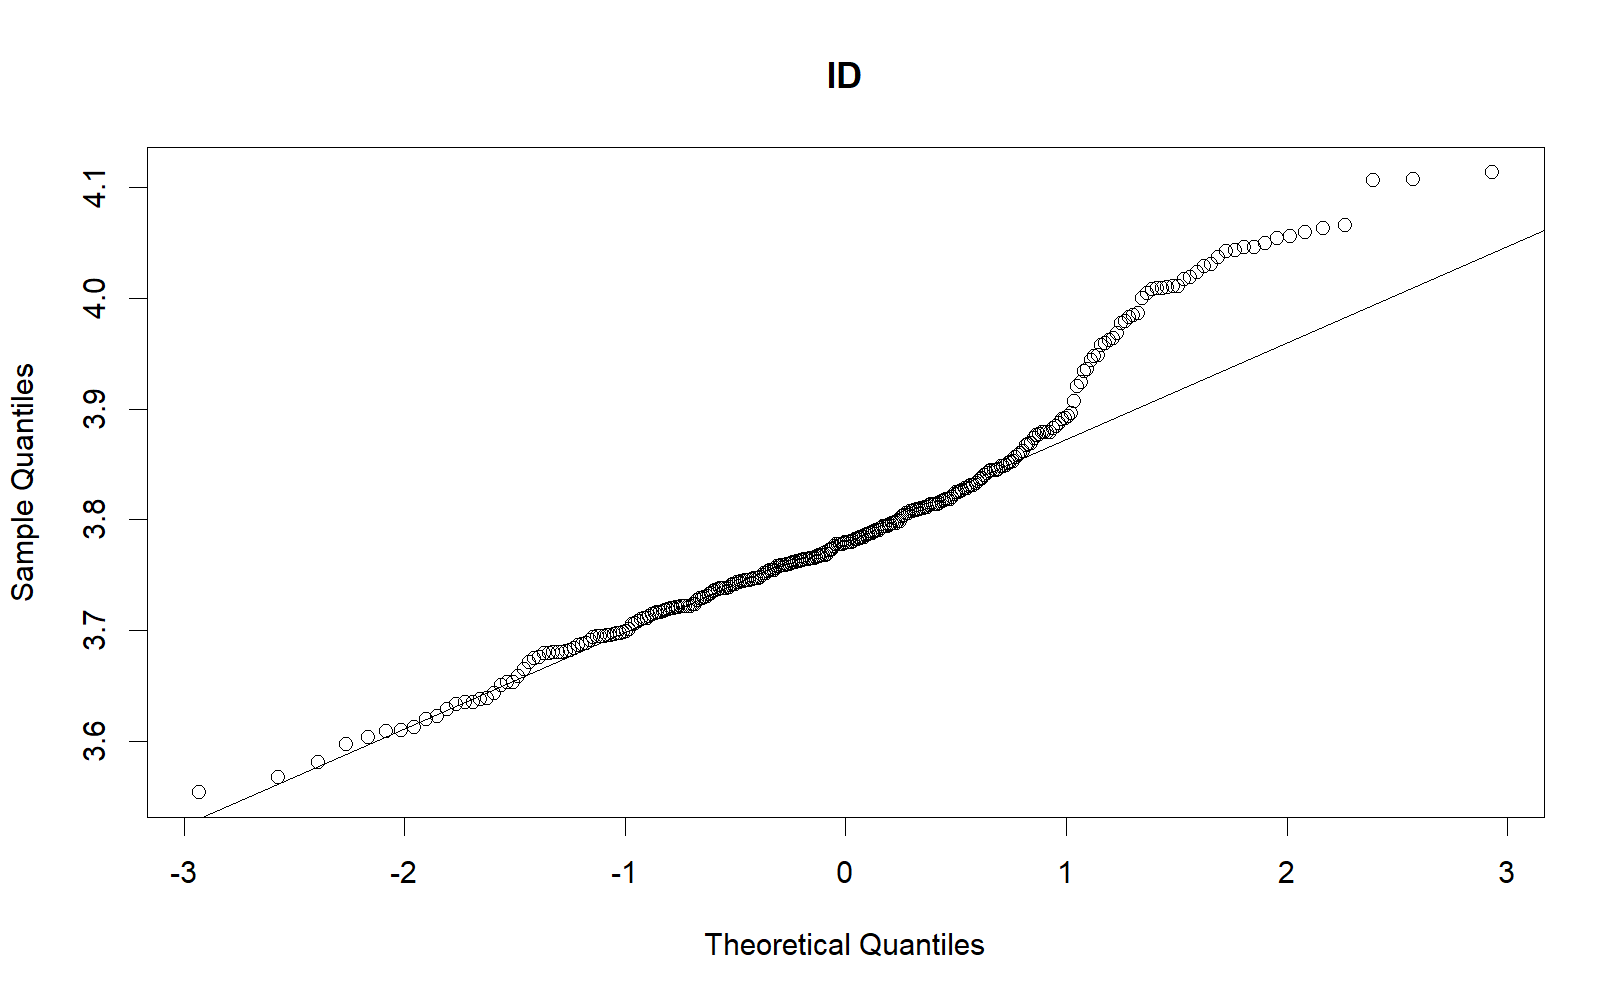 ID
4.1
4.0
3.9
3.8
3.7
3.6
Sample Quantiles
-3 -2 -1 0 1 2 3
Theoretical Quantiles